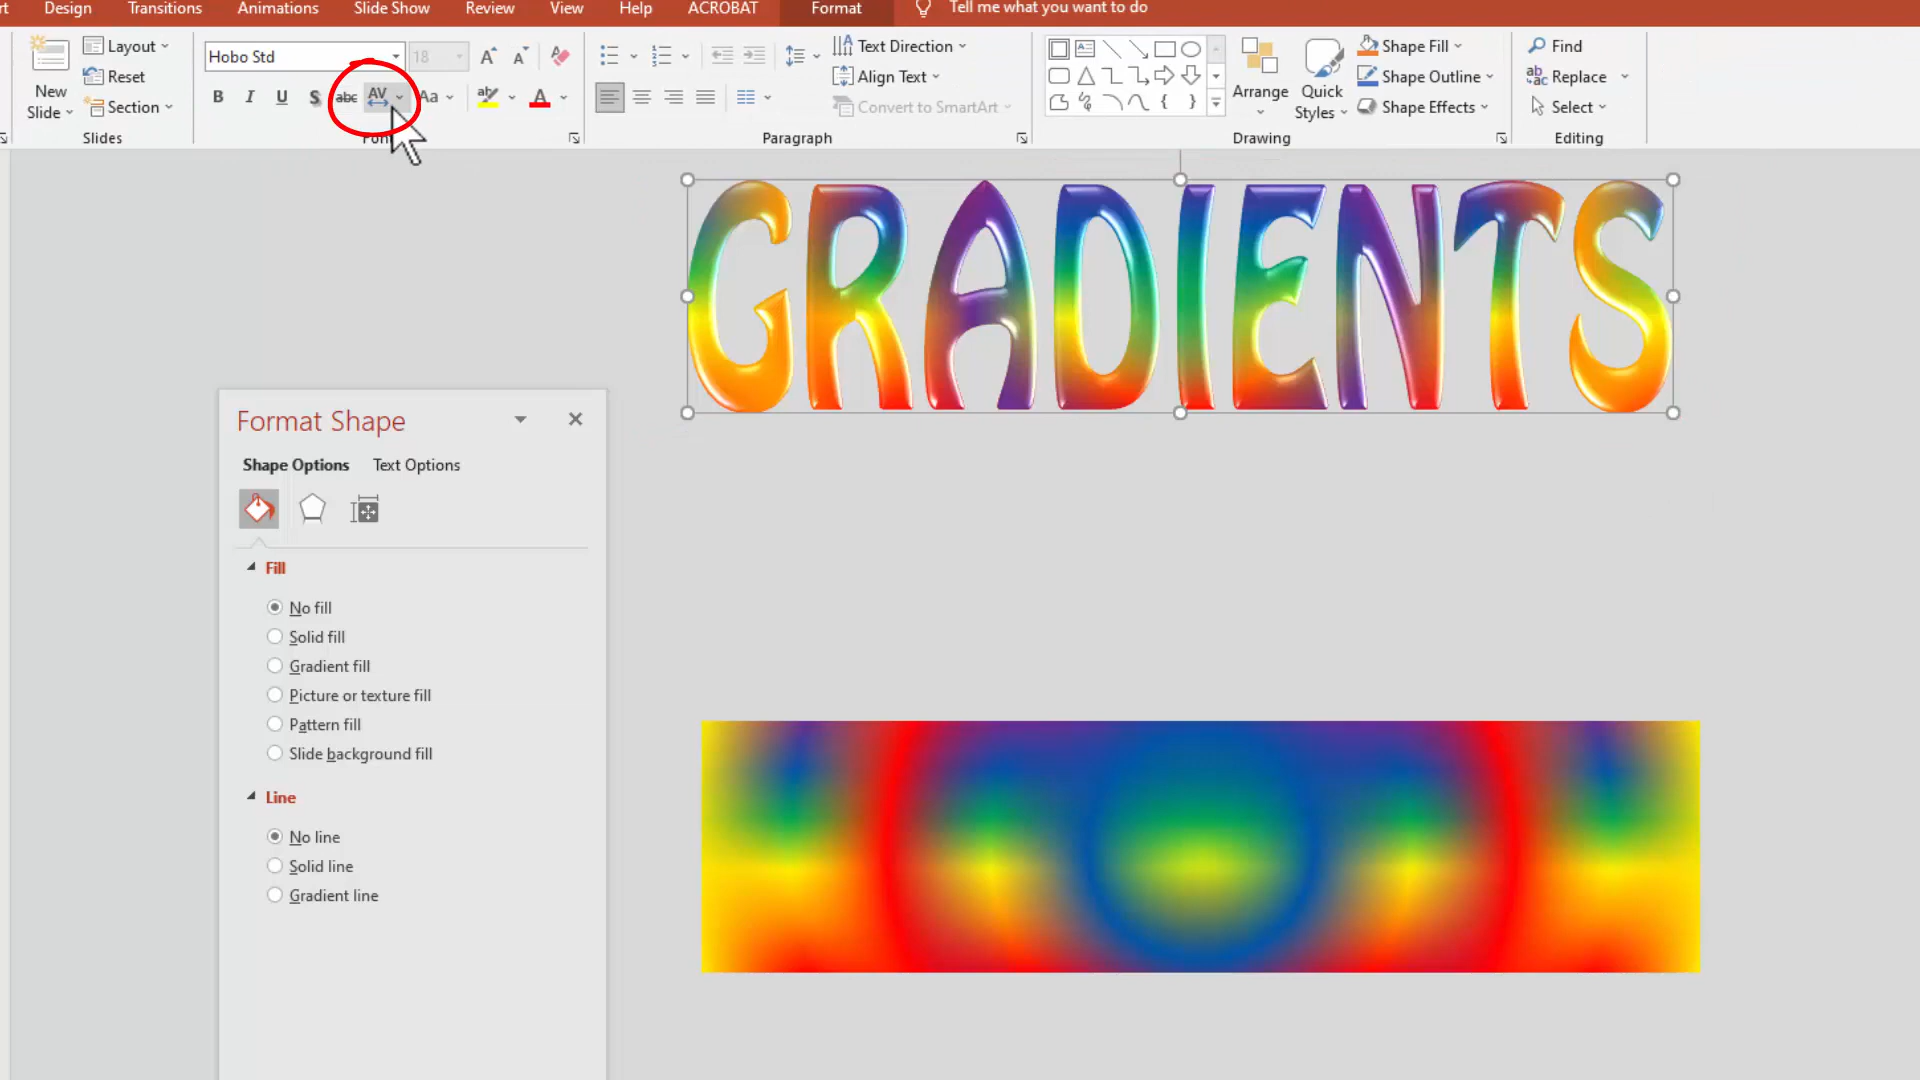 Design Transitions Animations Slide Show Review View Help ACROBAT Format Tell me what you want to do
Layout
Reset
Section
New
Slide
Slides
Hobo Std 18
B I U S abc AV Aa ab A
Font
Text Direction
Align Text
Convert to SmartArt
Paragraph
Arrange
Quick
Styles
Shape Fill
Shape Outline
Shape Effects
Drawing
Find
Replace
Select
Editing
GRADIENTS
Format Shape
Shape Options Text Options
Fill
No fill
Solid fill
Gradient fill
Picture or texture fill
Pattern fill
Slide background fill
Line
No line
Solid line
Gradient line